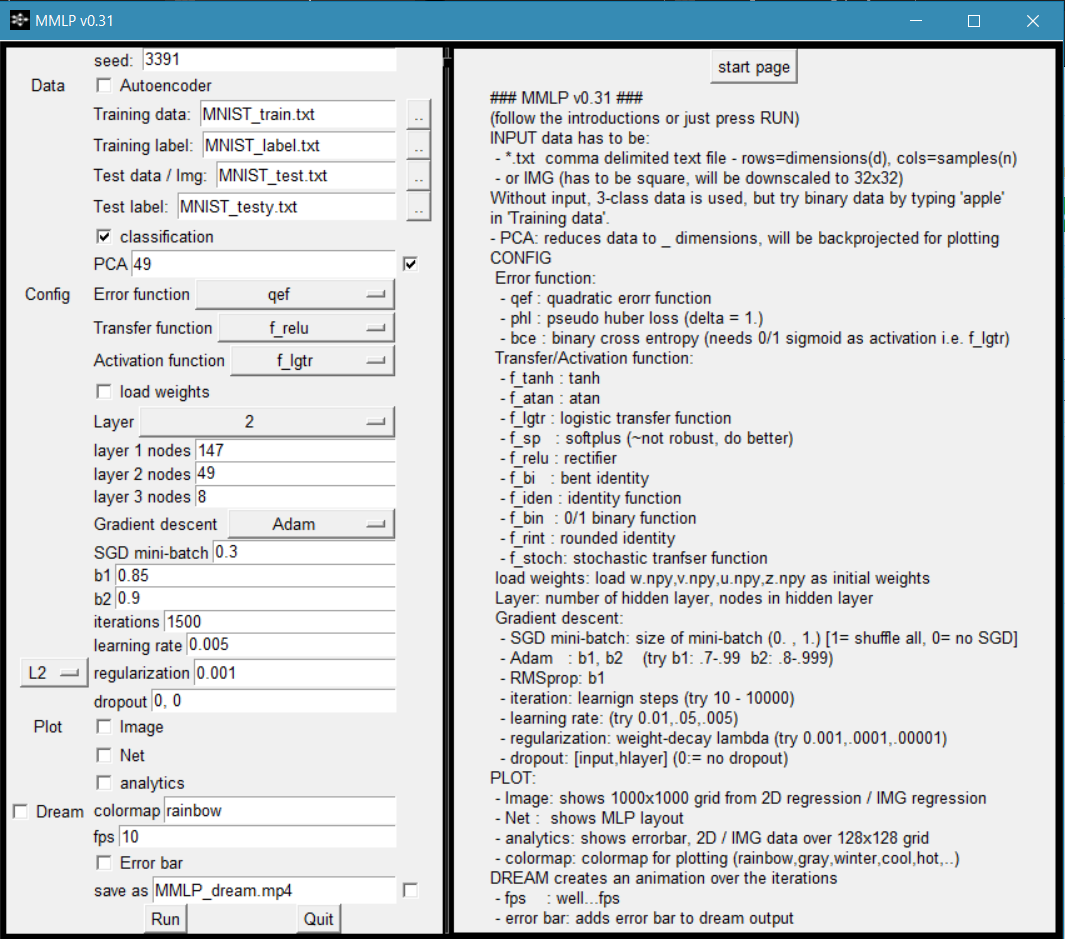 MMLP v0.31
seed: 3391
Data Autoencoder
Training data: MNIST_train.txt ..
Training label: MNIST_label.txt ..
Test data / Img: MNIST_test.txt ..
Test label: MNIST_testy.txt ..
classification
PCA 49
Config Error function qef
Transfer function f_relu
Activation function f_lgtr
load weights
Layer 2
layer 1 nodes 147
layer 2 nodes 49
layer 3 nodes 8
Gradient descent Adam
SGD mini-batch 0.3
b1 0.85
b2 0.9
iterations 1500
learning rate 0.005
L2 regularization 0.001
dropout 0, 0
Plot Image
Net
analytics
Dream colormap rainbow
fps 10
Error bar
save as MMLP_dream.mp4
Run Quit
start page
### MMLP v0.31 ###
(follow the introductions or just press RUN)
INPUT data has to be:
- *.txt comma delimited text file - rows=dimensions(d), cols=samples(n)
- or IMG (has to be square, will be downscaled to 32x32)
Without input, 3-class data is used, but try binary data by typing 'apple'
in 'Training data'.
- PCA: reduces data to _ dimensions, will be backprojected for plotting
CONFIG
Error function:
- qef : quadratic erorr function
- phl : pseudo huber loss (delta = 1.)
- bce : binary cross entropy (needs 0/1 sigmoid as activation i.e. f_lgtr)
Transfer/Activation function:
- f_tanh : tanh
- f_atan : atan
- f_lgtr : logistic transfer function
- f_sp : softplus (~not robust, do better)
- f_relu : rectifier
- f_bi : bent identity
- f_iden : identity function
- f_bin : 0/1 binary function
- f_rint : rounded identity
- f_stoch: stochastic tranfser function
load weights: load w.npy,v.npy,u.npy,z.npy as initial weights
Layer: number of hidden layer, nodes in hidden layer
Gradient descent:
- SGD mini-batch: size of mini-batch (0. , 1.) [1= shuffle all, 0= no SGD]
- Adam : b1, b2 (try b1: .7-.99 b2: .8-.999)
- RMSprop: b1
- iteration: learnign steps (try 10 - 10000)
- learning rate: (try 0.01,.05,.005)
- regularization: weight-decay lambda (try 0.001,.0001,.00001)
- dropout: [input,hlayer] (0:= no dropout)
PLOT:
- Image: shows 1000x1000 grid from 2D regression / IMG regression
- Net : shows MLP layout
- analytics: shows errorbar, 2D / IMG data over 128x128 grid
- colormap: colormap for plotting (rainbow,gray,winter,cool,hot,..)
DREAM creates an animation over the iterations
- fps : well...fps
- error bar: adds error bar to dream output